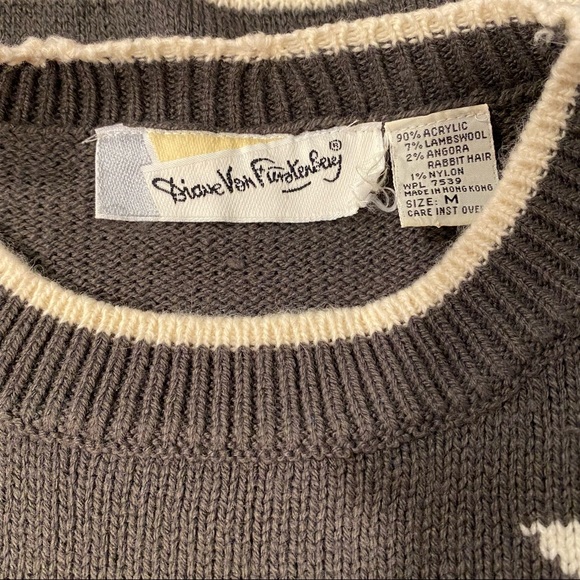 Diane Von Furstenberg ®
90% ACRYLIC
7% LAMBSWOOL
2% ANGORA
RABBIT HAIR
1% NYLON
WPL 7539
MADE IN HONG KONG
SIZE: M
CARE INST OVE